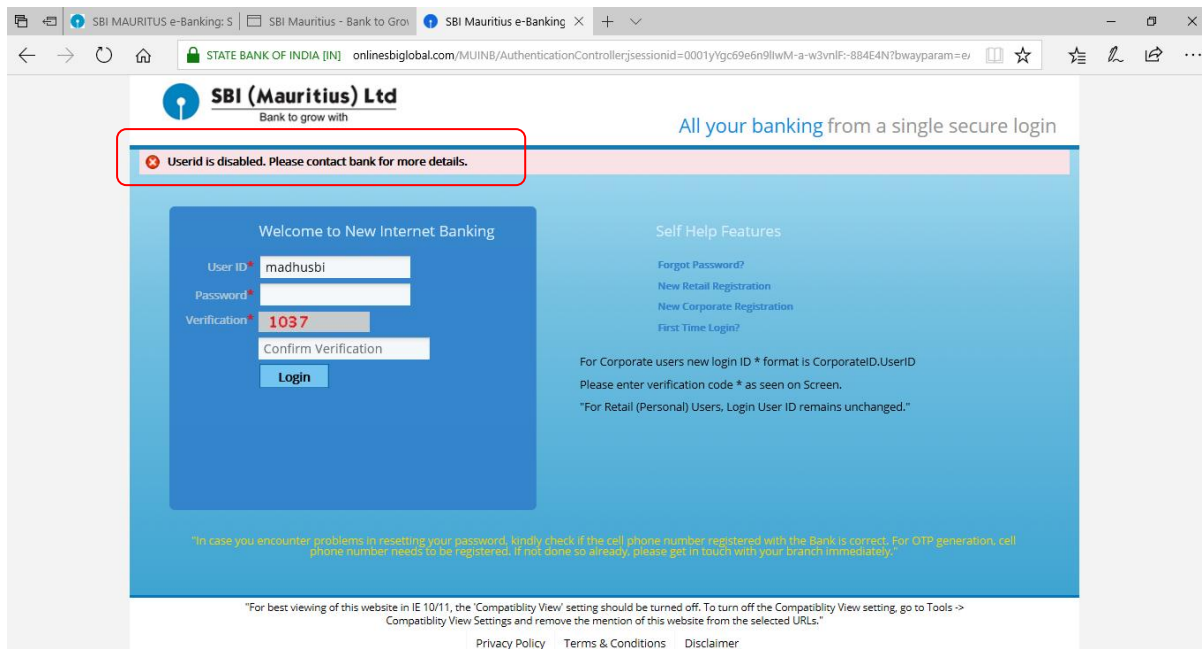 SBI MAURITUS e-Banking: S
SBI Mauritius - Bank to Grov
SBI Mauritius e-Banking
STATE BANK OF INDIA [IN] onlinesbiglobal.com/MUINB/AuthenticationController;jsessionid=
SBI (Mauritius) Ltd
Bank to grow with
All your banking from a single secure login
Userid is disabled. Please contact bank for more details.
Welcome to New Internet Banking
User ID* madhusbi
Password*
Verification* 1037
Confirm Verification
Login
Self Help Features
Forgot Password?
New Retail Registration
New Corporate Registration
First Time Login?
For Corporate users new login ID * format is CorporateID.UserID
Please enter verification code * as seen on Screen.
"For Retail (Personal) Users, Login User ID remains unchanged."
"In case you encounter problems in resetting your password, kindly check if the cell phone number registered with the Bank is correct. For OTP generation, cell
phone number needs to be registered. If not done so already, please get in touch with your branch immediately."
"For best viewing of this website in IE 10/11, the 'Compatiblity View' setting should be turned off. To turn off the Compatiblity View setting, go to Tools ->
Compatiblity View Settings and remove the mention of this website from the selected URLs."
Privacy Policy Terms & Conditions Disclaimer